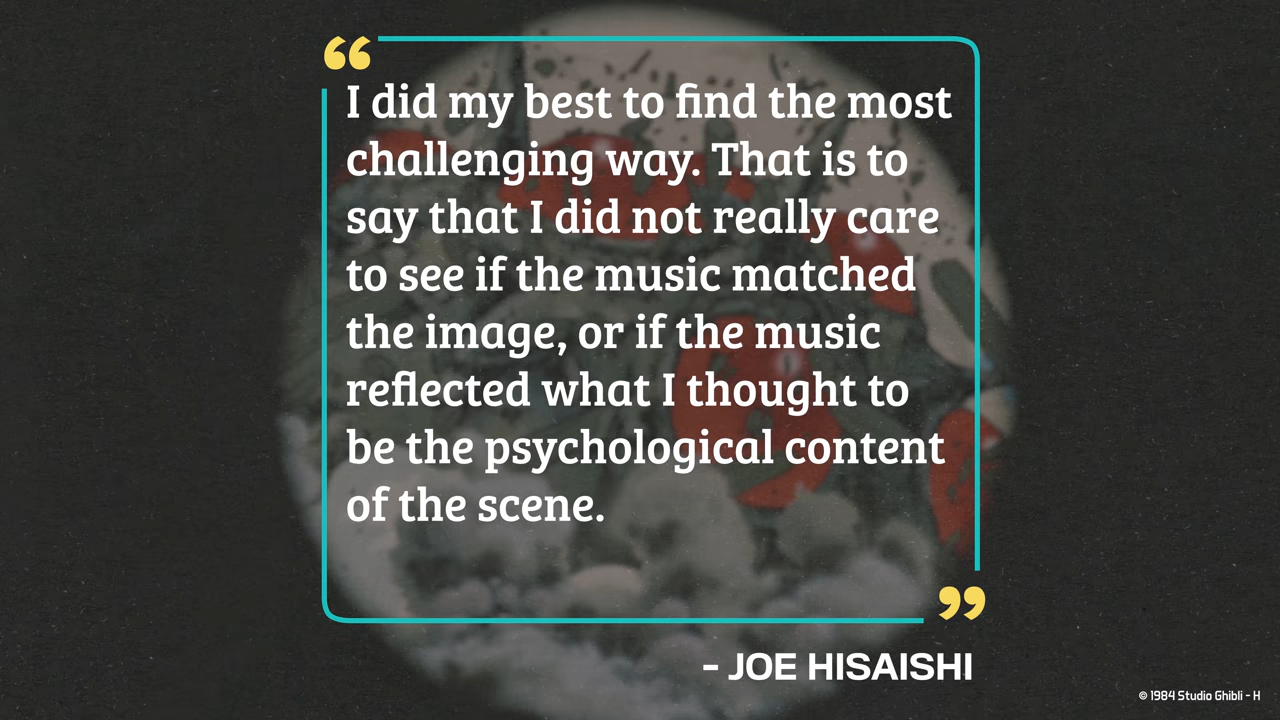 “
I did my best to find the most
challenging way. That is to
say that I did not really care
to see if the music matched
the image, or if the music
reflected what I thought to
be the psychological content
of the scene.
”
- JOE HISAISHI
© 1984 Studio Ghibli - H